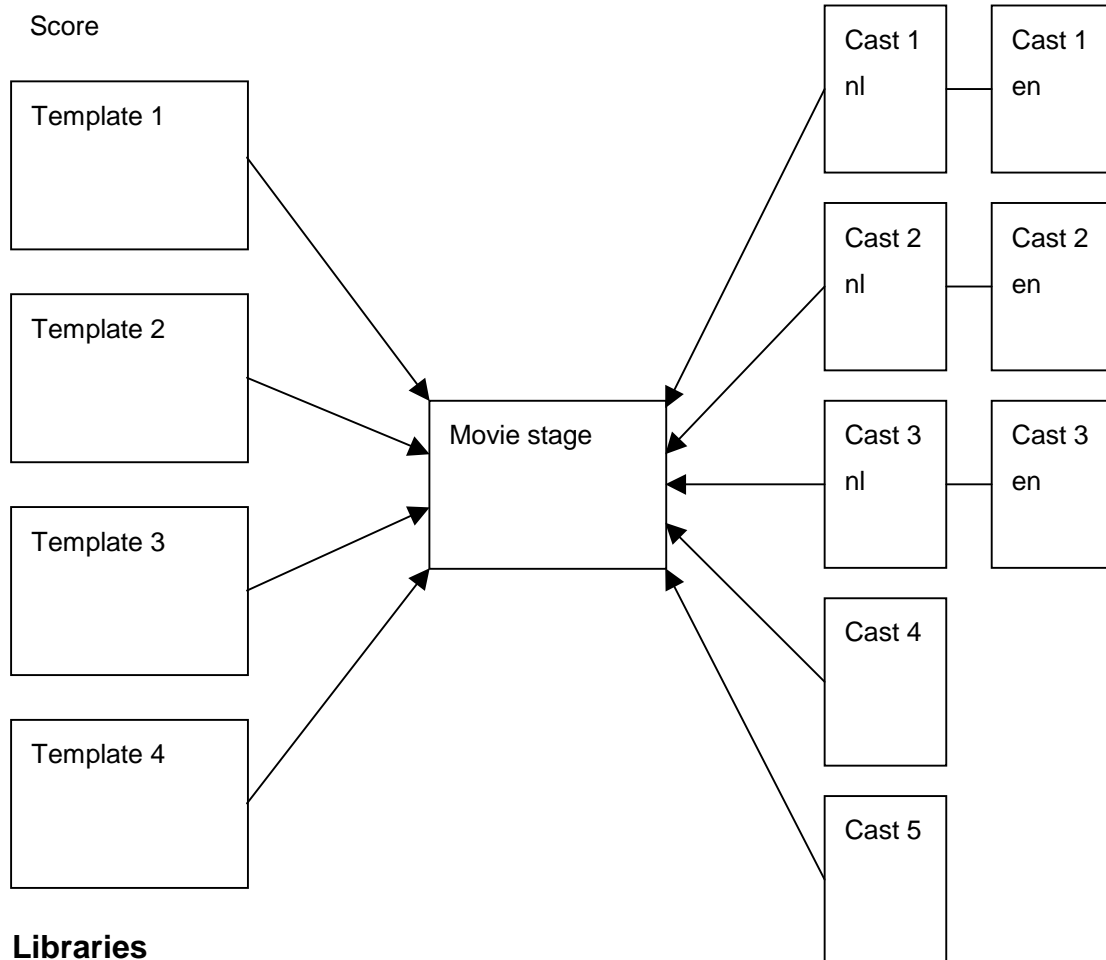 Score
Template 1
Template 2
Template 3
Template 4
Libraries
Movie stage
Cast 1
nl
Cast 1
en
Cast 2
nl
Cast 2
en
Cast 3
nl
Cast 3
en
Cast 4
Cast 5